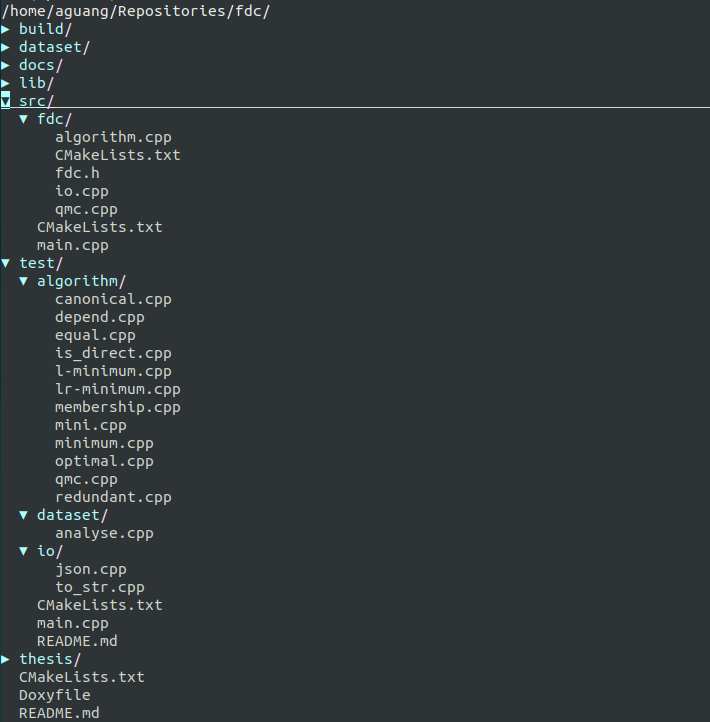 /home/aguang/Repositories/fdc/
▶ build/
▶ dataset/
▶ docs/
▶ lib/
▼ src/
▼ fdc/
algorithm.cpp
CMakeLists.txt
fdc.h
io.cpp
qmc.cpp
CMakeLists.txt
main.cpp
▼ test/
▼ algorithm/
canonical.cpp
depend.cpp
equal.cpp
is_direct.cpp
l-minimum.cpp
lr-minimum.cpp
membership.cpp
mini.cpp
minimum.cpp
optimal.cpp
qmc.cpp
redundant.cpp
▼ dataset/
analyse.cpp
▼ io/
json.cpp
to_str.cpp
CMakeLists.txt
main.cpp
README.md
▶ thesis/
CMakeLists.txt
Doxyfile
README.md